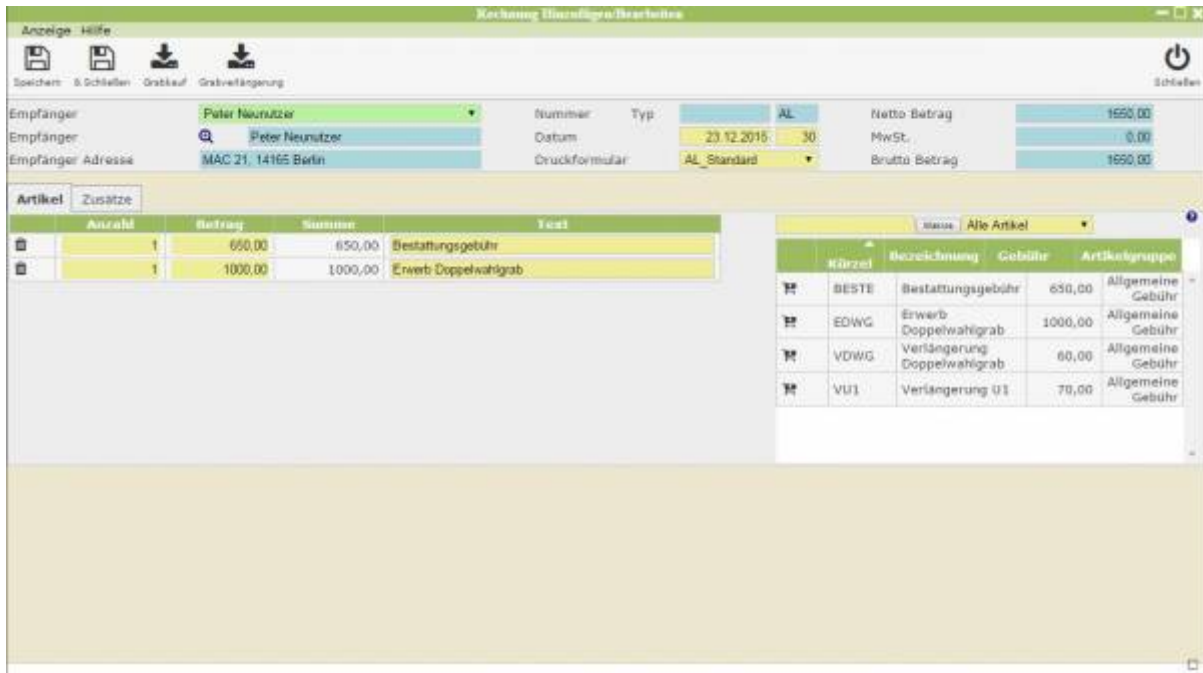 Rechnung Hinzufügen/Bearbeiten
Anzeige Hilfe
Speichern & Schließen Grabkauf Grabverlängerung Schließen
Empfänger Peter Neunutzer Nummer Typ AL Netto Betrag 1650,00
Empfänger Peter Neunutzer Datum 23.12.2015 30 MwSt. 0,00
Empfänger Adresse MAC 21, 14165 Berlin Druckformular AL_Standard Brutto Betrag 1650,00
Artikel Zusätze
Anzahl Betrag Summe Text
1 650,00 650,00 Bestattungsgebühr
1 1000,00 1000,00 Erwerb Doppelwahlgrab
Alle Artikel
Kürzel Bezeichnung Gebühr Artikelgruppe
BESTE Bestattungsgebühr 650,00 Allgemeine Gebühr
EDWG Erwerb Doppelwahlgrab 1000,00 Allgemeine Gebühr
VDWG Verlängerung Doppelwahlgrab 60,00 Allgemeine Gebühr
VU1 Verlängerung U1 70,00 Allgemeine Gebühr